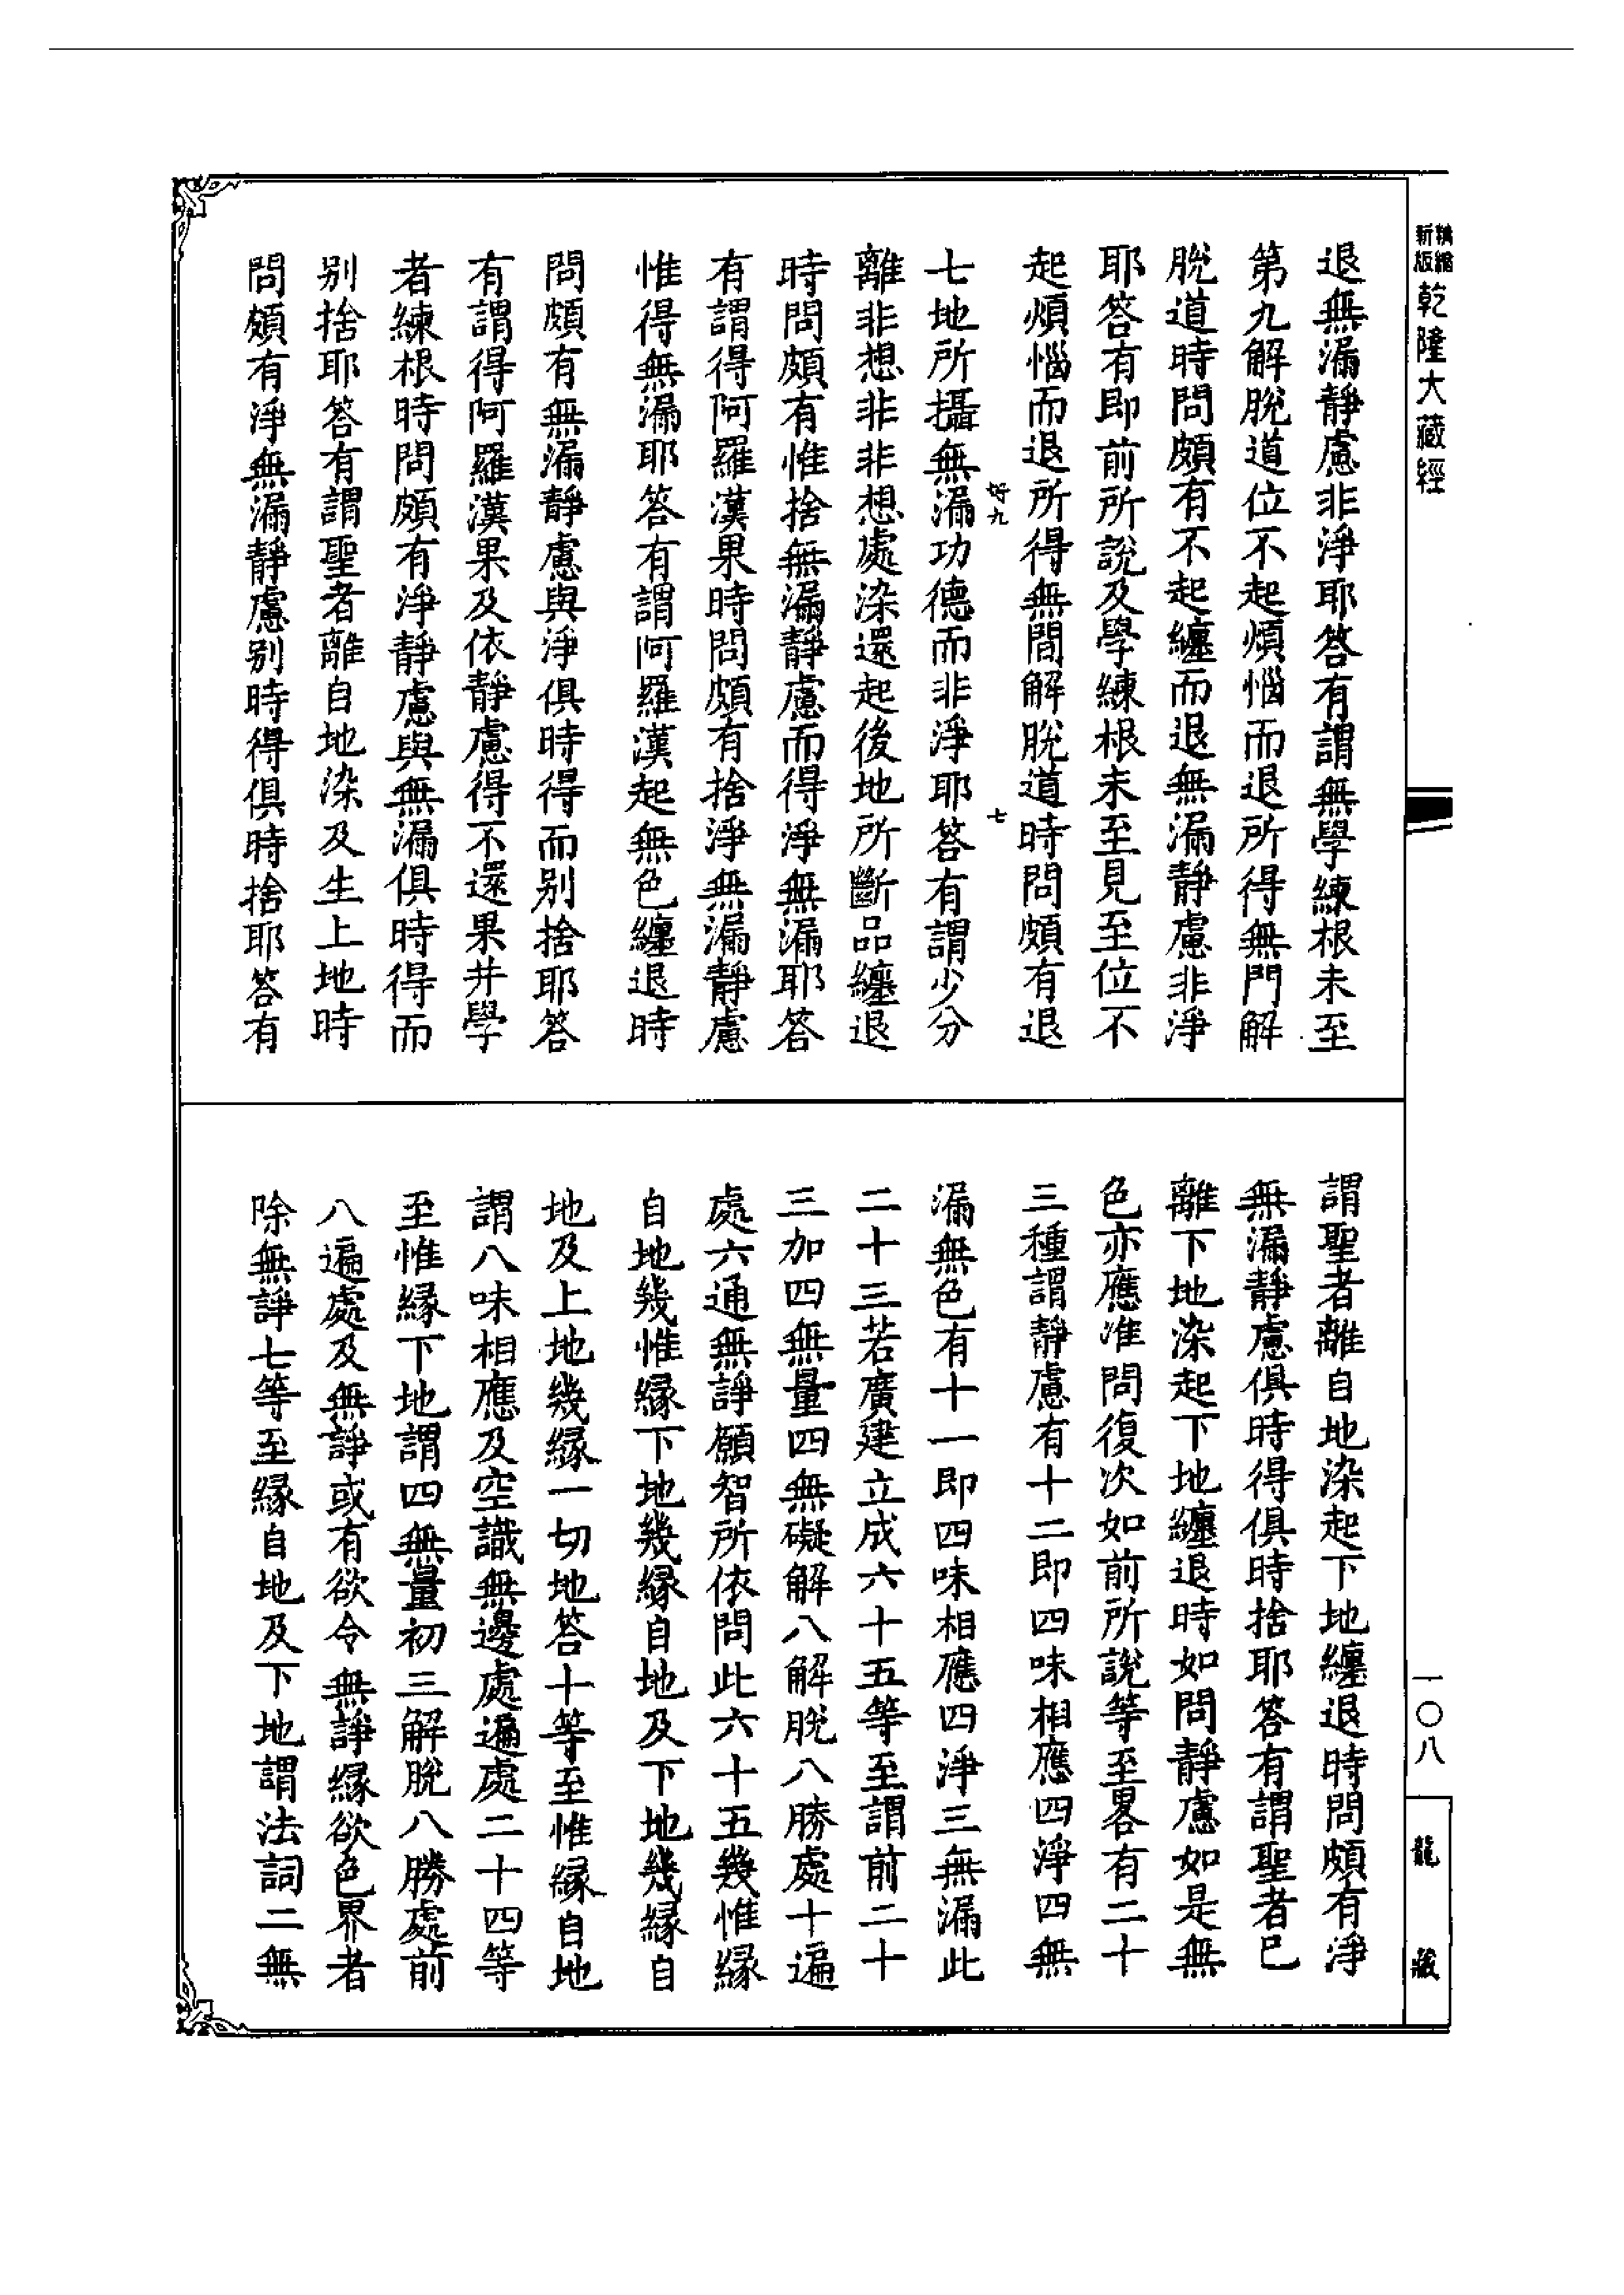 精縮新版乾隆大藏經
退無漏靜慮非淨耶答有謂無學練根未至
第九解脫道位不起煩惱而退所得無門解
脫道時問頗有不起纏而退無漏靜慮非淨
耶答有即前所說及學練根未至見至位不
起煩惱而退所得無間解脫道時問頗有退
好九 七
七地所攝無漏功德而非淨耶答有謂少分
離非想非非想處染還起後地所斷品纏退
時問頗有惟捨無漏靜慮而得淨無漏耶答
有謂得阿羅漢果時問頗有捨淨無漏靜慮
惟得無漏耶答有謂阿羅漢起無色纏退時
問頗有無漏靜慮與淨俱時得而別捨耶答
有謂得阿羅漢果及依靜慮得不還果并學
者練根時問頗有淨靜慮與無漏俱時得而
別捨耶答有謂聖者離自地染及生上地時
問頗有淨無漏靜慮別時得俱時捨耶答有
謂聖者離自地染起下地纏退時問頗有淨
無漏靜慮俱時得俱時捨耶答有謂聖者已
離下地染起下地纏退時如問靜慮如是無
色亦應准問復次如前所說等至畧有二十
三種謂靜慮有十二即四味相應四淨四無
漏無色有十一即四味相應四淨三無漏此
二十三若廣建立成六十五等至謂前二十
三加四無量四無礙解八解脫八勝處十遍
處六通無諍願智所依問此六十五幾惟緣
自地幾惟緣下地幾緣自地及下地幾緣自
地及上地幾緣一切地答十等至惟緣自地
謂八味相應及空識無邊處遍處二十四等
至惟緣下地謂四無量初三解脫八勝處前
八遍處及無諍或有欲令無諍緣欲色界者
除無諍七等至緣自地及下地謂法詞二無
一〇八
龍藏